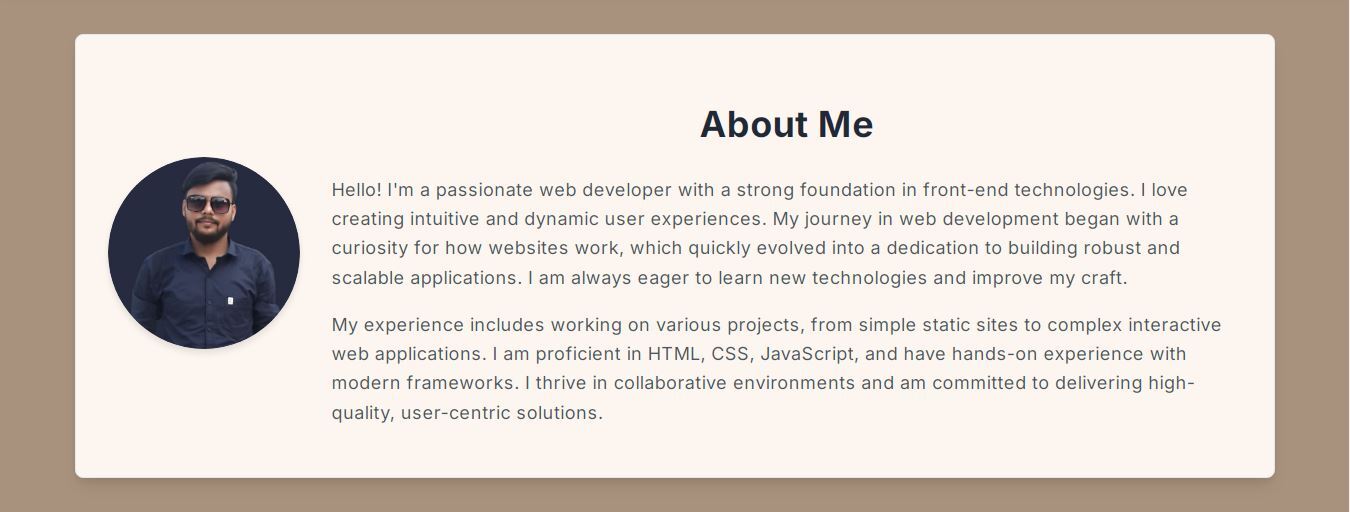 About Me
Hello! I'm a passionate web developer with a strong foundation in front-end technologies. I love
creating intuitive and dynamic user experiences. My journey in web development began with a
curiosity for how websites work, which quickly evolved into a dedication to building robust and
scalable applications. I am always eager to learn new technologies and improve my craft.
My experience includes working on various projects, from simple static sites to complex interactive
web applications. I am proficient in HTML, CSS, JavaScript, and have hands-on experience with
modern frameworks. I thrive in collaborative environments and am committed to delivering high-
quality, user-centric solutions.